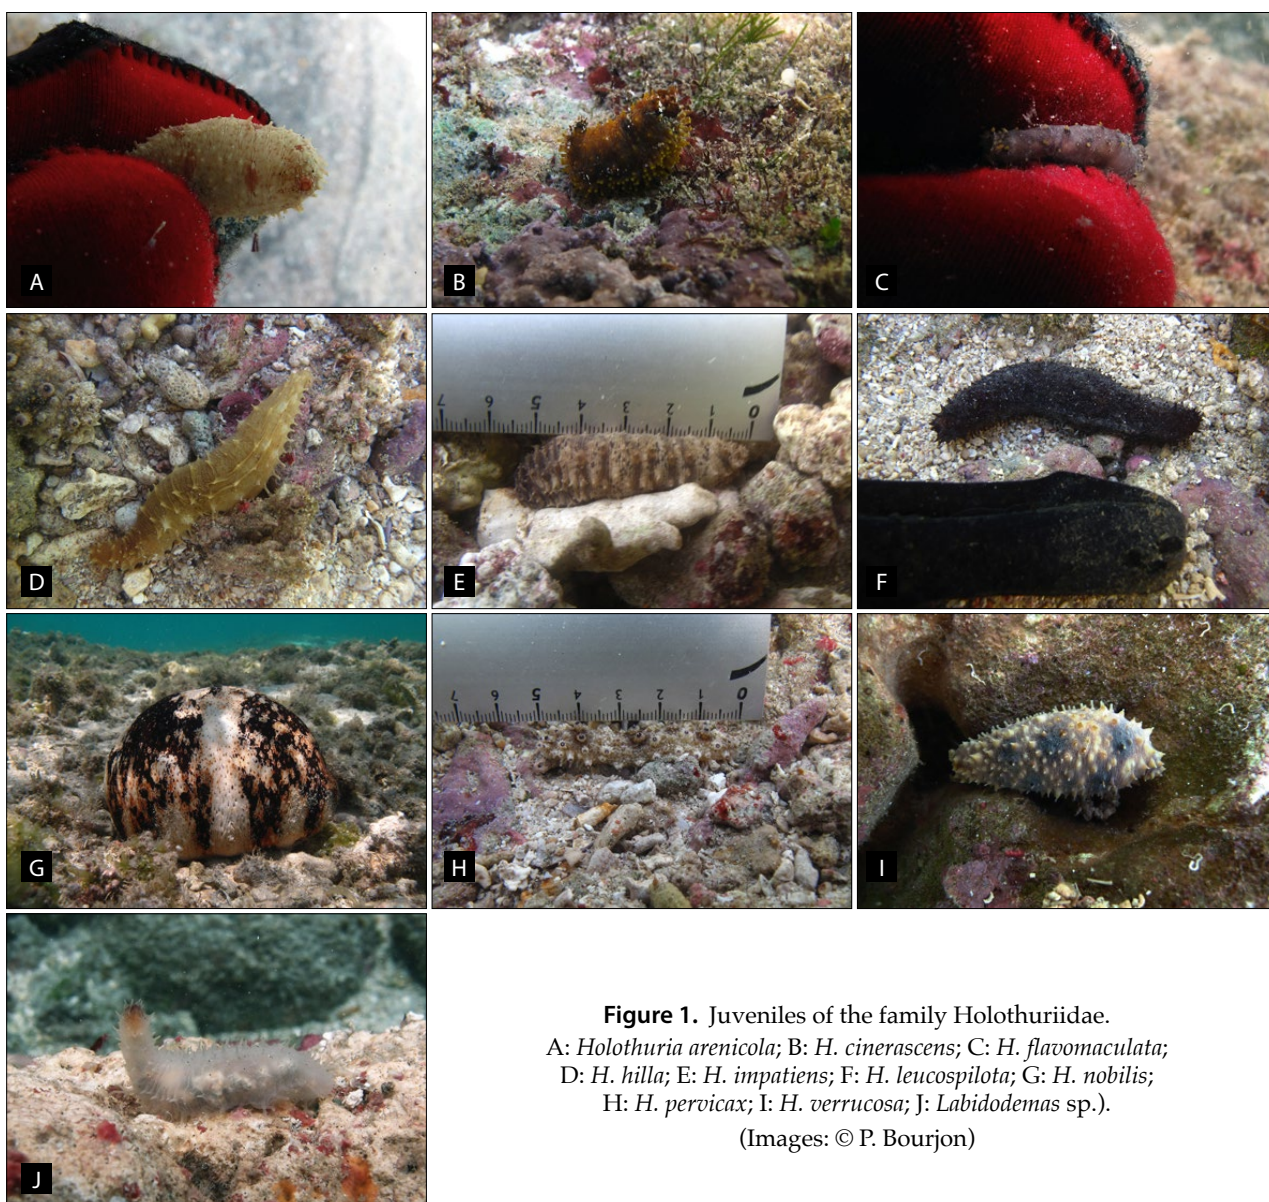 A
B
C
D
7 6 5 4 3 2 1 0
E
F
G
7 6 5 4 3 2 1 0
H
I
J
Figure 1. Juveniles of the family Holothuriidae.
A: Holothuria arenicola; B: H. cinerascens; C: H. flavomaculata;
D: H. hilla; E: H. impatiens; F: H. leucospilota; G: H. nobilis;
H: H. pervicax; I: H. verrucosa; J: Labidodemas sp.).
(Images: © P. Bourjon)